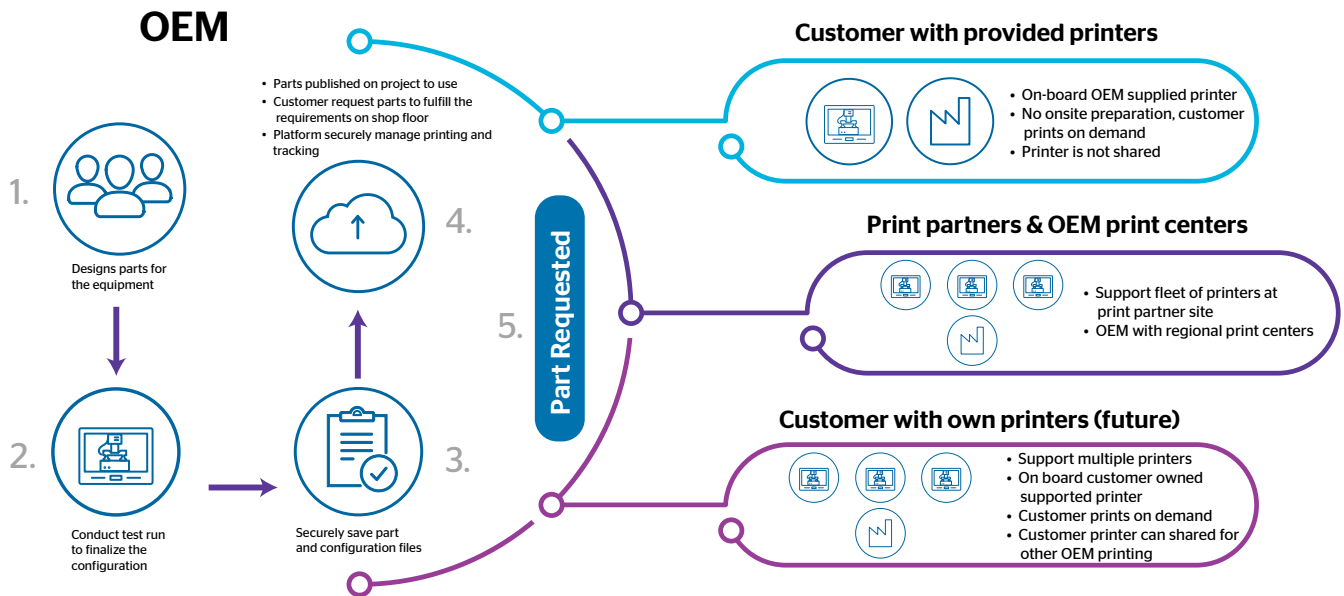 OEM
1.
Designs parts for
the equipment
2.
Conduct test run
to finalize the
configuration
3.
Securely save part
and configuration files
• Parts published on project to use
• Customer request parts to fulfill the
requirements on shop floor
• Platform securely manage printing and
tracking
4.
5.
Part Requested
Customer with provided printers
• On-board OEM supplied printer
• No onsite preparation, customer
prints on demand
• Printer is not shared
Print partners & OEM print centers
• Support fleet of printers at
print partner site
• OEM with regional print centers
Customer with own printers (future)
• Support multiple printers
• On board customer owned
supported printer
• Customer prints on demand
• Customer printer can shared for
other OEM printing